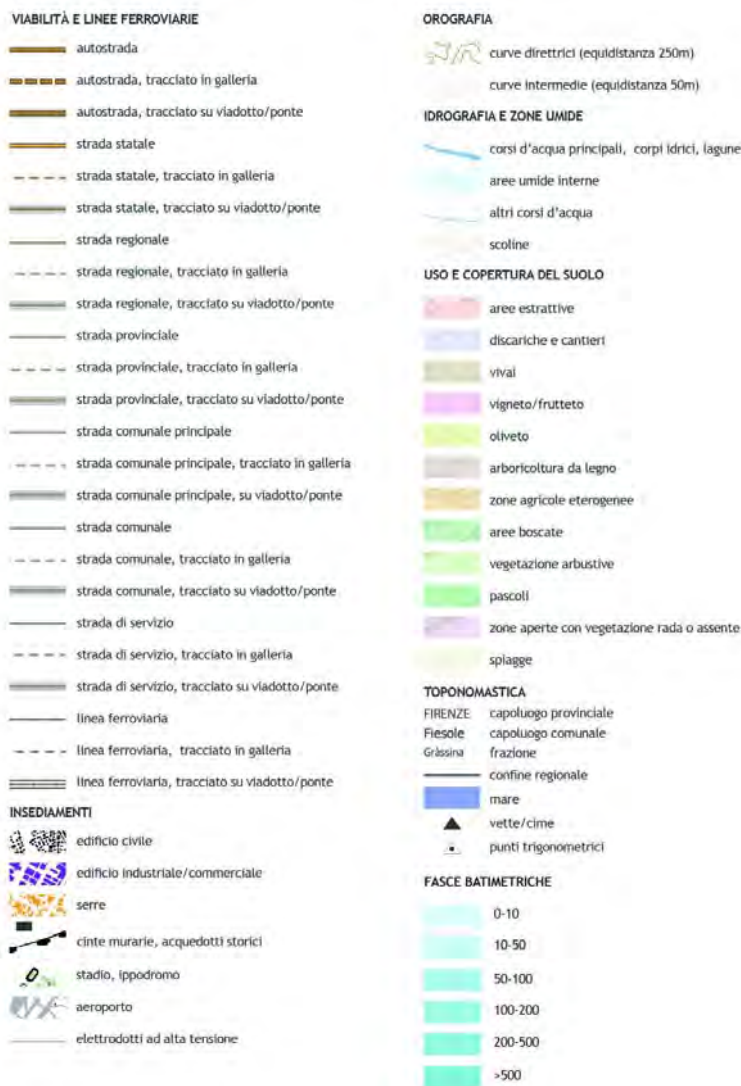 VIABILITÀ E LINEE FERROVIARIE
autostrada
autostrada, tracciato in galleria
autostrada, tracciato su viadotto/ponte
strada statale
strada statale, tracciato in galleria
strada statale, tracciato su viadotto/ponte
strada regionale
strada regionale, tracciato in galleria
strada regionale, tracciato su viadotto/ponte
strada provinciale
strada provinciale, tracciato in galleria
strada provinciale, tracciato su viadotto/ponte
strada comunale principale
strada comunale principale, tracciato in galleria
strada comunale principale, su viadotto/ponte
strada comunale
strada comunale, tracciato in galleria
strada comunale, tracciato su viadotto/ponte
strada di servizio
strada di servizio, tracciato in galleria
strada di servizio, tracciato su viadotto/ponte
linea ferroviaria
linea ferroviaria, tracciato in galleria
linea ferroviaria, tracciato su viadotto/ponte
INSEDIAMENTI
edificio civile
edificio industriale/commerciale
serre
cinte murarie, acquedotti storici
stadio, ippodromo
aeroporto
elettrodotti ad alta tensione
OROGRAFIA
curve direttrici (equidistanza 250m)
curve intermedie (equidistanza 50m)
IDROGRAFIA E ZONE UMIDE
corsi d'acqua principali, corpi idrici, lagune
aree umide interne
altri corsi d'acqua
scoline
USO E COPERTURA DEL SUOLO
aree estrattive
discariche e cantieri
vivai
vigneto/frutteto
oliveto
arboricoltura da legno
zone agricole eterogenee
aree boscate
vegetazione arbustive
pascoli
zone aperte con vegetazione rada o assente
spiagge
TOPONOMASTICA
FIRENZE capoluogo provinciale
Fiesole capoluogo comunale
Gràssina frazione
confine regionale
mare
vette/cime
punti trigonometrici
FASCE BATIMETRICHE
0-10
10-50
50-100
100-200
200-500
>500